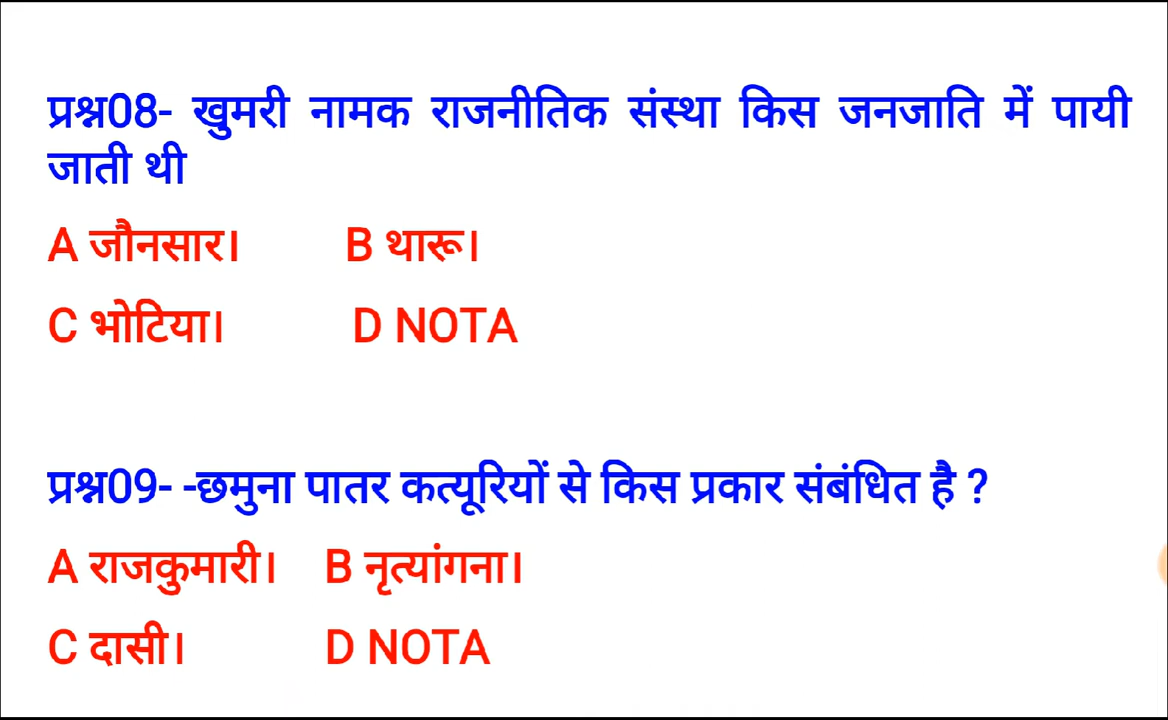 प्रश्न08- खुमरी नामक राजनीतिक संस्था किस जनजाति में पायी
जाती थी
A जौनसार।  B थारू।
C भोटिया।  D NOTA
प्रश्न09- -छमुना पातर कत्यूरियों से किस प्रकार संबंधित है ?
A राजकुमारी।  B नृत्यांगना।
C दासी।  D NOTA